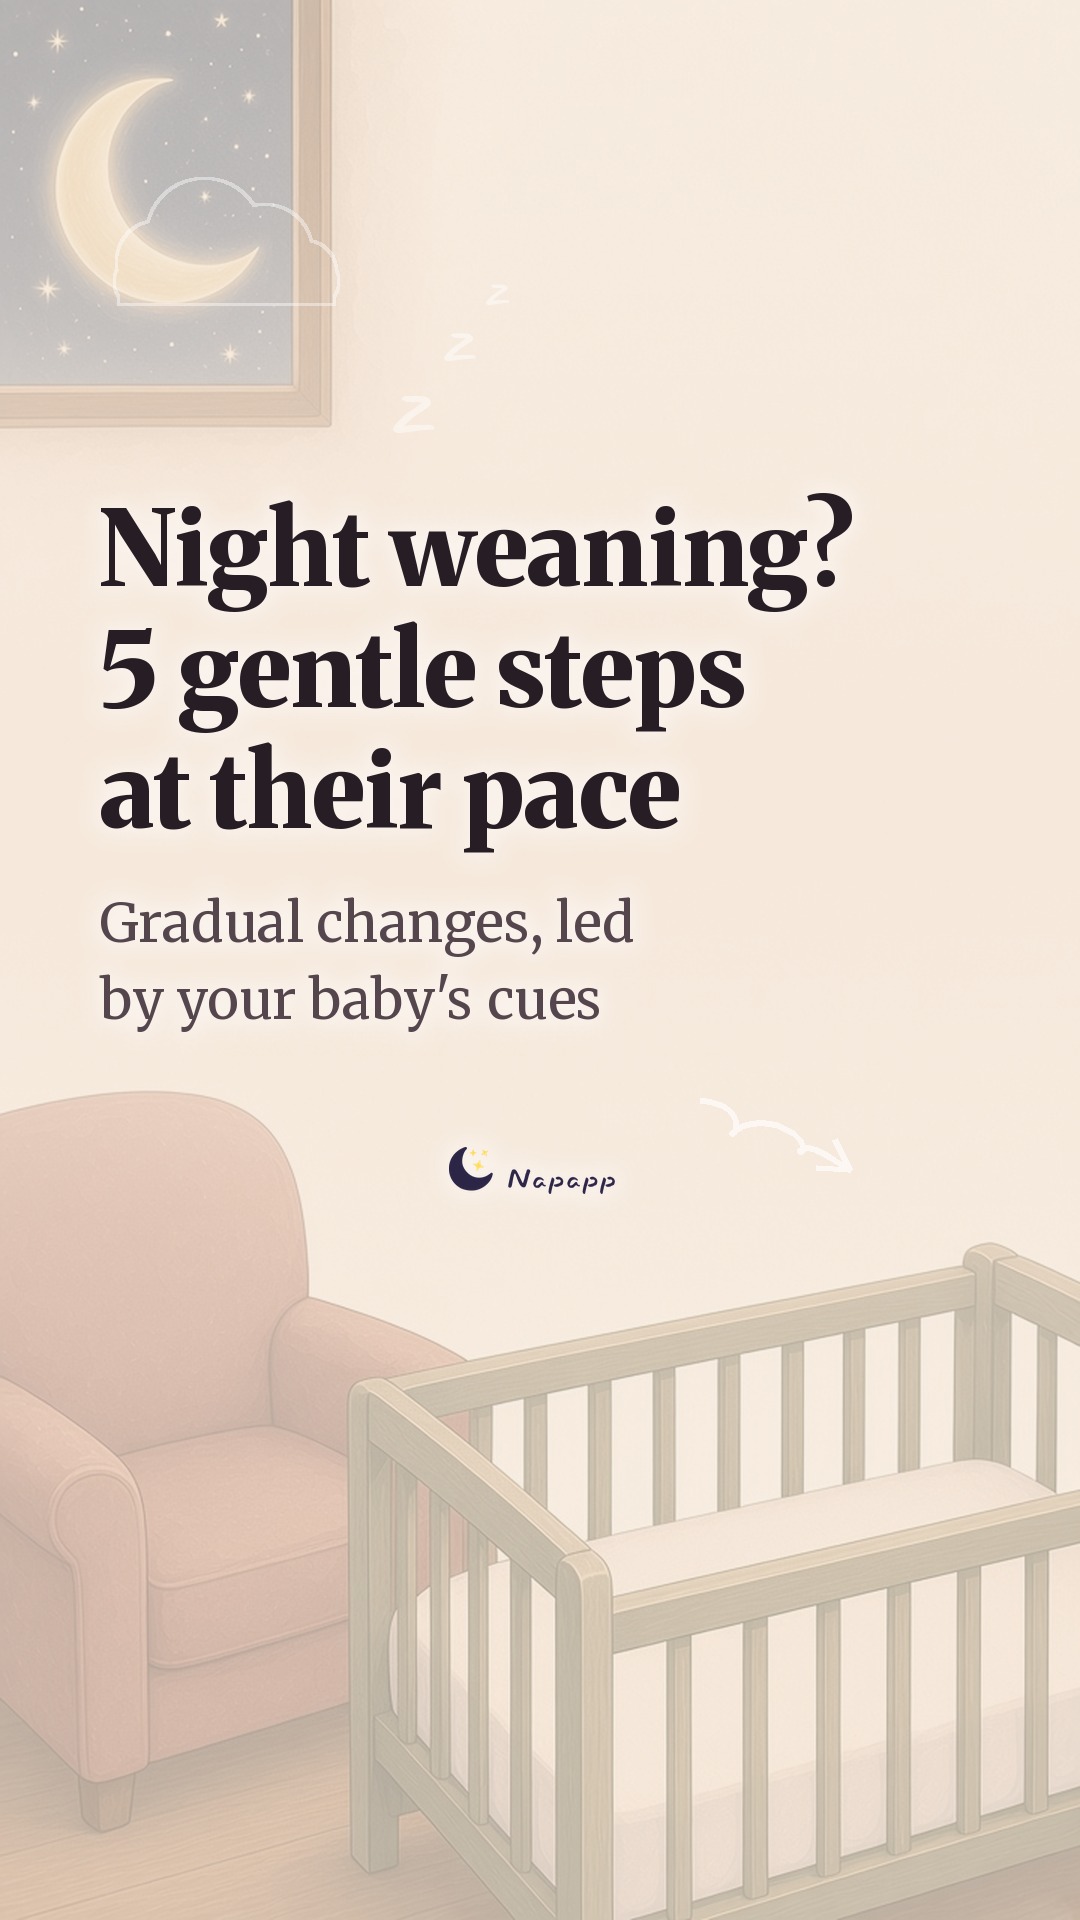 z
z
z
Night weaning?
5 gentle steps
at their pace
Gradual changes, led
by your baby's cues
Napapp